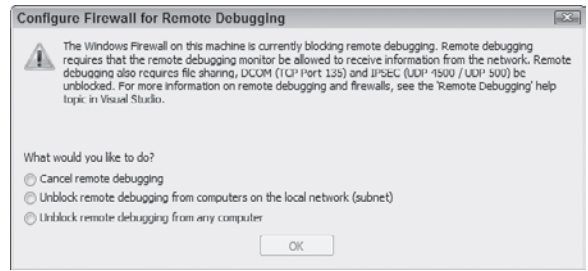 Configure Firewall for Remote Debugging
The Windows Firewall on this machine is currently blocking remote debugging. Remote debugging
requires that the remote debugging monitor be allowed to receive information from the network. Remote
debugging also requires file sharing, DCOM (TCP Port 135) and IPSEC (UDP 4500 / UDP 500) be
unblocked. For more information on remote debugging and firewalls, see the 'Remote Debugging' help
topic in Visual Studio.
What would you like to do?
Cancel remote debugging
Unblock remote debugging from computers on the local network (subnet)
Unblock remote debugging from any computer
OK